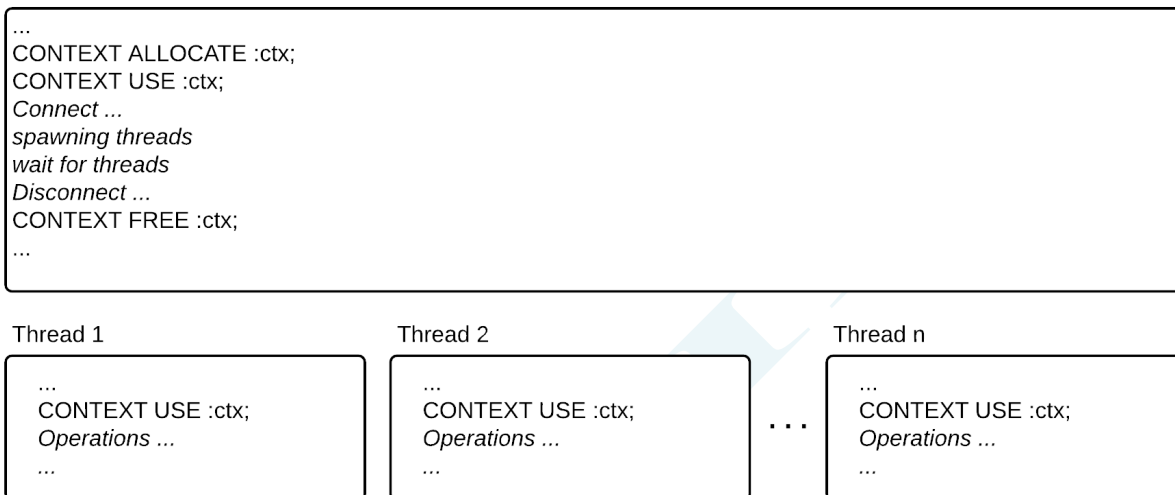 ...
CONTEXT ALLOCATE :ctx;
CONTEXT USE :ctx;
Connect ...
spawning threads
wait for threads
Disconnect ...
CONTEXT FREE :ctx;
...
Thread 1
...
CONTEXT USE :ctx;
Operations ...
...
Thread 2
...
CONTEXT USE :ctx;
Operations ...
...
...
Thread n
...
CONTEXT USE :ctx;
Operations ...
...